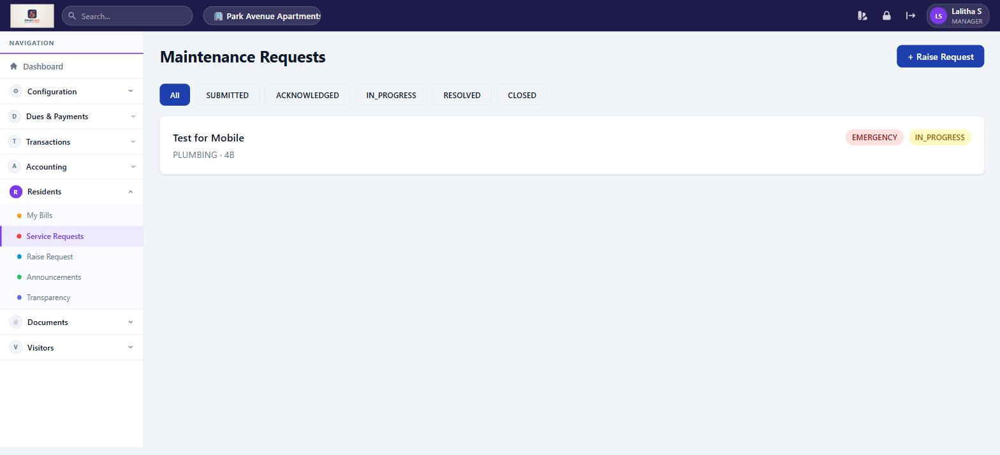 SmartAppt
Search...
Park Avenue Apartments
LS
Lalitha S
MANAGER
NAVIGATION
Dashboard
Configuration
D Dues & Payments
T Transactions
A Accounting
R Residents
My Bills
Service Requests
Raise Request
Announcements
Transparency
Documents
V Visitors
Maintenance Requests
+ Raise Request
All
SUBMITTED
ACKNOWLEDGED
IN_PROGRESS
RESOLVED
CLOSED
Test for Mobile
EMERGENCY
IN_PROGRESS
PLUMBING · 4B